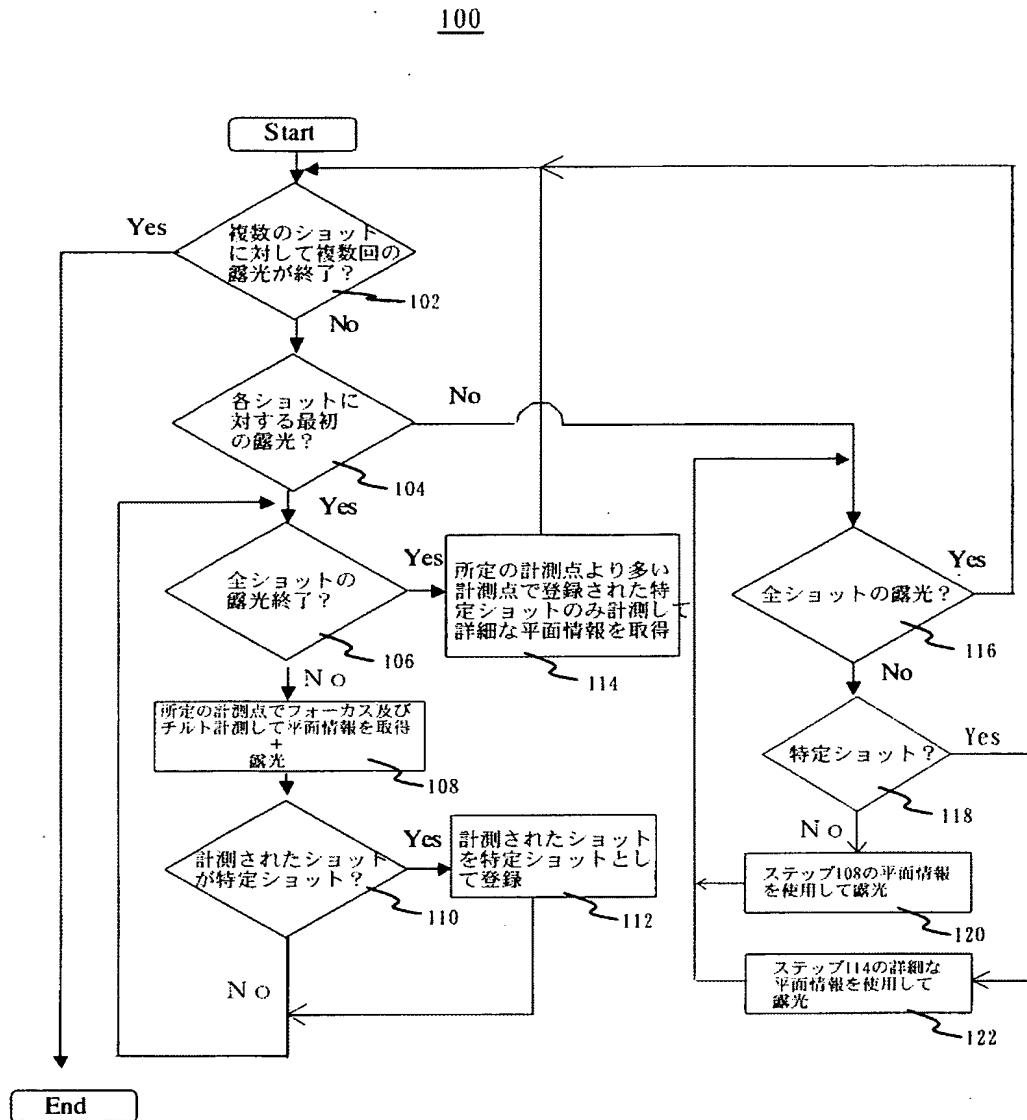 100
Start
Yes
複数のショット
に対して複数回の
露光が終了?
102
No
各ショットに
対する最初
の露光?
No
104
Yes
全ショットの
露光終了?
Yes
106
所定の計測点より多い
計測点で登録された特
定ショットのみ計測して
詳細な平面情報を取得
114
No
所定の計測点でフォーカス及び
チルト計測して平面情報を取得
+
露光
108
計測されたショット
が特定ショット?
Yes
110
計測されたショット
を特定ショットとし
て登録
112
No
全ショットの露光?
Yes
116
No
特定ショット?
Yes
118
No
ステップ108の平面情報
を使用して露光
120
ステップ114の詳細な
平面情報を使用して
露光
122
End